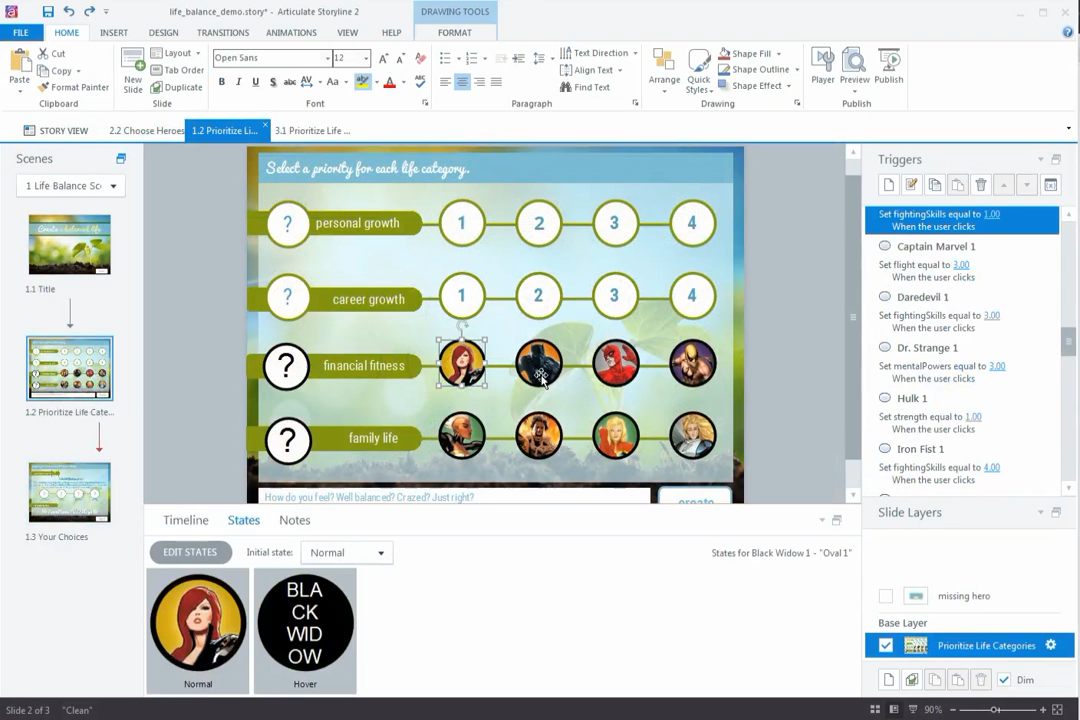 life_balance_demo.story* - Articulate Storyline 2
DRAWING TOOLS
FILE
HOME
INSERT
DESIGN
TRANSITIONS
ANIMATIONS
VIEW
HELP
FORMAT
Paste
Cut
Copy
Format Painter
Clipboard
New Slide
Layout
Tab Order
Duplicate
Slide
Open Sans
12
B I U S abc AV Aa A
Font
Text Direction
Align Text
Find Text
Paragraph
Arrange
Quick Styles
Shape Fill
Shape Outline
Shape Effect
Drawing
Player
Preview
Publish
Publish
STORY VIEW
2.2 Choose Heroes
1.2 Prioritize Li...
3.1 Prioritize Life ...
Scenes
1 Life Balance Sc
Create a balanced life
1.1 Title
1.2 Prioritize Life Cate...
1.3 Your Choices
Select a priority for each life category.
? personal growth 1 2 3 4
? career growth 1 2 3 4
? financial fitness
? family life
How do you feel? Well balanced? Crazed? Just right?
create
Timeline
States
Notes
EDIT STATES
Initial state:
Normal
States for Black Widow 1 - "Oval 1"
BLA
CK
WID
OW
Normal
Hover
Triggers
Set fightingSkills equal to 1.00
When the user clicks
Captain Marvel 1
Set flight equal to 3.00
When the user clicks
Daredevil 1
Set fightingSkills equal to 3.00
When the user clicks
Dr. Strange 1
Set mentalPowers equal to 3.00
When the user clicks
Hulk 1
Set strength equal to 1.00
When the user clicks
Iron Fist 1
Set fightingSkills equal to 4.00
When the user clicks
Slide Layers
missing hero
Base Layer
Prioritize Life Categories
Dim
Slide 2 of 3
"Clean"
90%